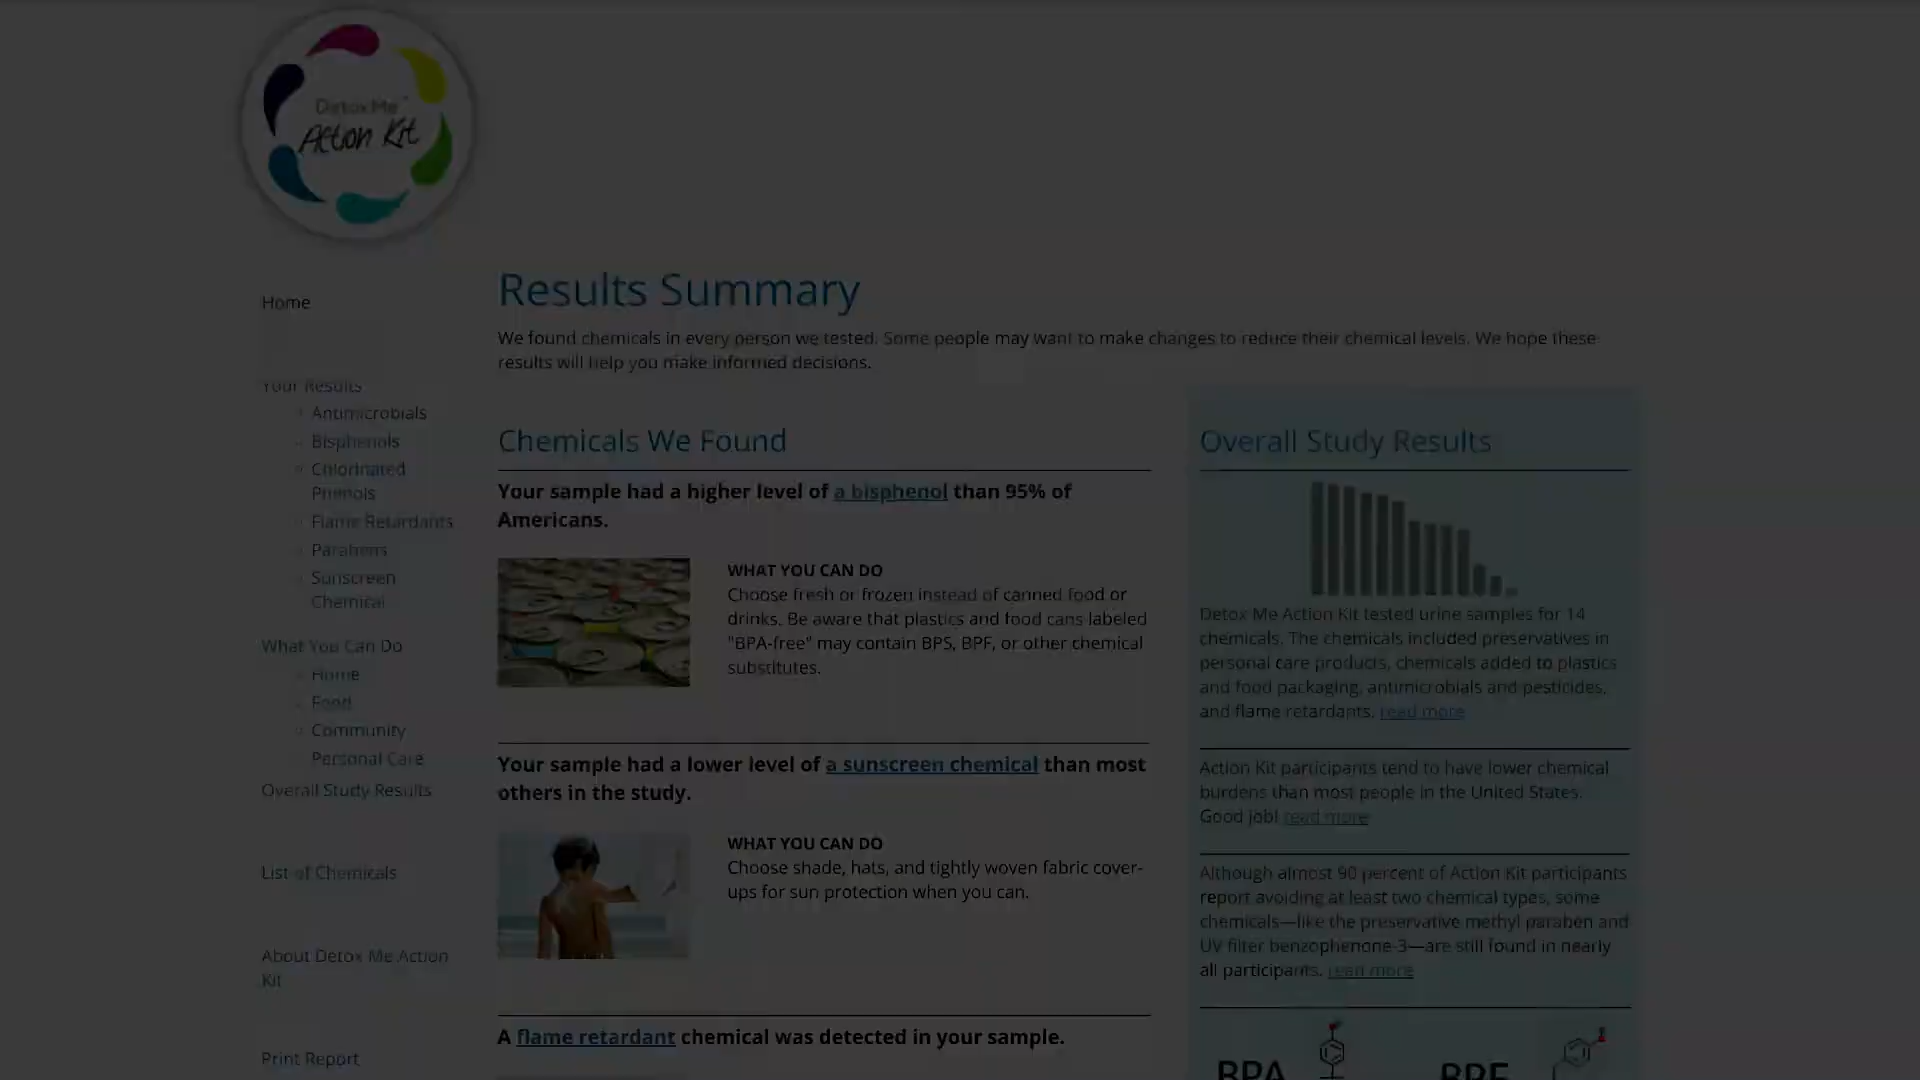 Detox Me™
Action Kit
Home
Your Results
Antimicrobials
Bisphenols
Chlorinated
Phenols
Flame Retardants
Parabens
Sunscreen
Chemical
What You Can Do
Home
Food
Community
Personal Care
Overall Study Results
List of Chemicals
About Detox Me Action
Kit
Print Report
Results Summary
We found chemicals in every person we tested. Some people may want to make changes to reduce their chemical levels. We hope these
results will help you make informed decisions.
Chemicals We Found
Your sample had a higher level of a bisphenol than 95% of
Americans.
WHAT YOU CAN DO
Choose fresh or frozen instead of canned food or
drinks. Be aware that plastics and food cans labeled
"BPA-free" may contain BPS, BPF, or other chemical
substitutes.
Your sample had a lower level of a sunscreen chemical than most
others in the study.
WHAT YOU CAN DO
Choose shade, hats, and tightly woven fabric cover-
ups for sun protection when you can.
A flame retardant chemical was detected in your sample.
Overall Study Results
Detox Me Action Kit tested urine samples for 14
chemicals. The chemicals included preservatives in
personal care products, chemicals added to plastics
and food packaging, antimicrobials and pesticides,
and flame retardants. read more
Action Kit participants tend to have lower chemical
burdens than most people in the United States.
Good job! read more
Although almost 90 percent of Action Kit participants
report avoiding at least two chemical types, some
chemicals—like the preservative methyl paraben and
UV filter benzophenone-3—are still found in nearly
all participants. read more
BPA BPF